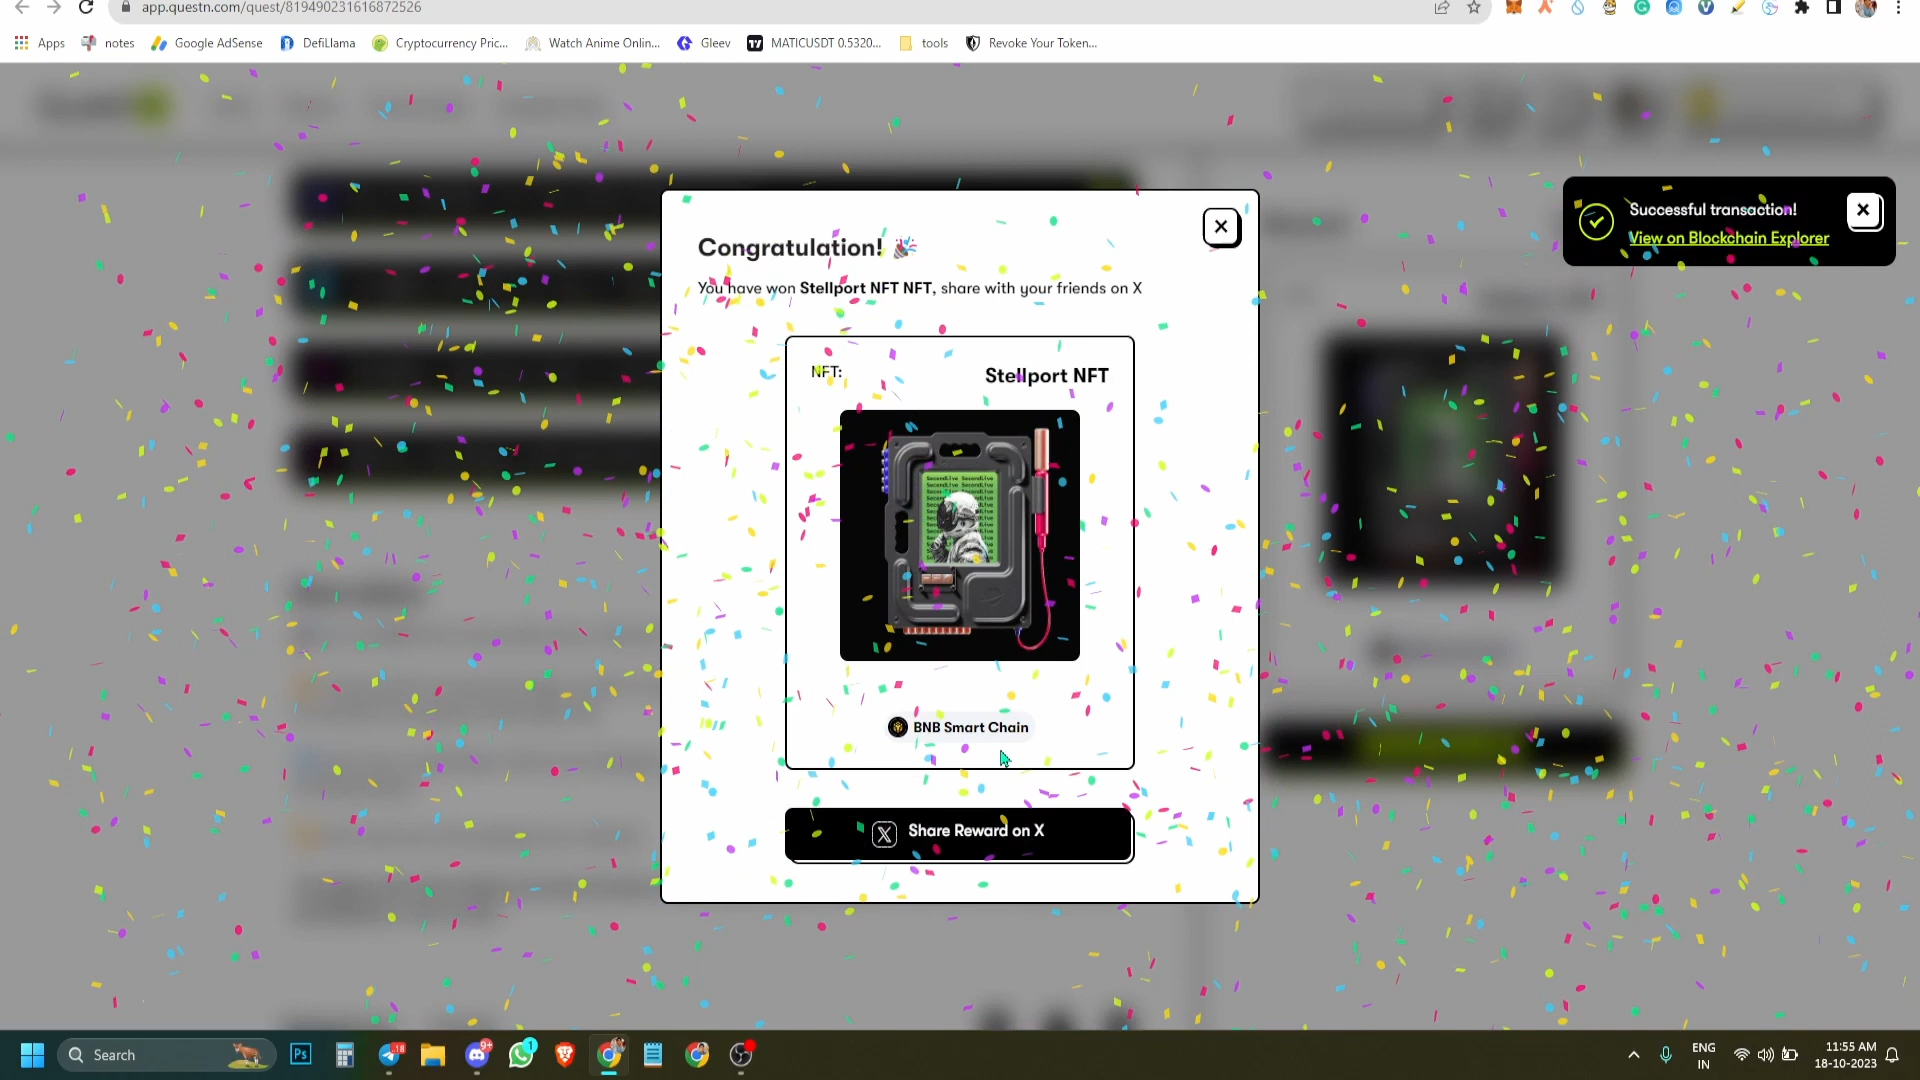 app.questn.com/quest/819490231616872526
Apps
notes
Google AdSense
DefiLlama
Cryptocurrency Pric...
Watch Anime Onlin...
Gleev
MATICUSDT 0.5320...
tools
Revoke Your Token...
Successful transaction!
View on Blockchain Explorer
Congratulation!
You have won Stellport NFT NFT, share with your friends on X
NFT:
Stellport NFT
SecondLive SecondLive
BNB Smart Chain
Share Reward on X
Search
Ps
ENG
IN
11:55 AM
18-10-2023